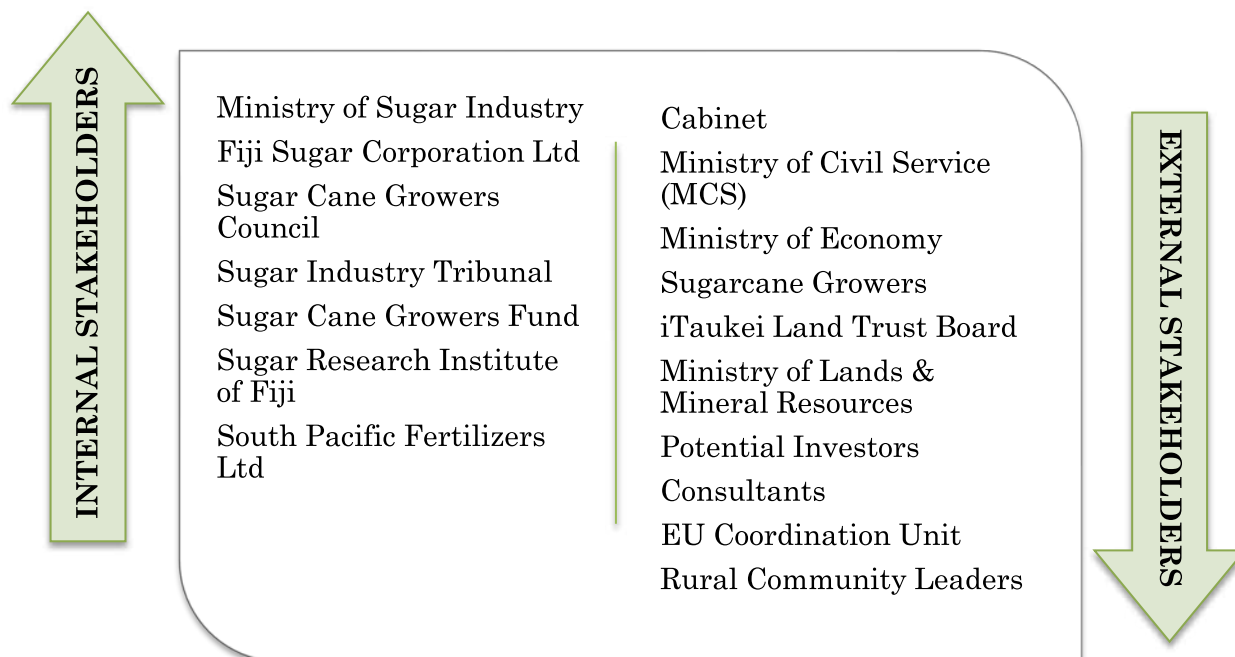 INTERNAL STAKEHOLDERS
Ministry of Sugar Industry
Fiji Sugar Corporation Ltd
Sugar Cane Growers
Council
Sugar Industry Tribunal
Sugar Cane Growers Fund
Sugar Research Institute
of Fiji
South Pacific Fertilizers
Ltd
Cabinet
Ministry of Civil Service
(MCS)
Ministry of Economy
Sugarcane Growers
iTaukei Land Trust Board
Ministry of Lands &
Mineral Resources
Potential Investors
Consultants
EU Coordination Unit
Rural Community Leaders
EXTERNAL STAKEHOLDERS